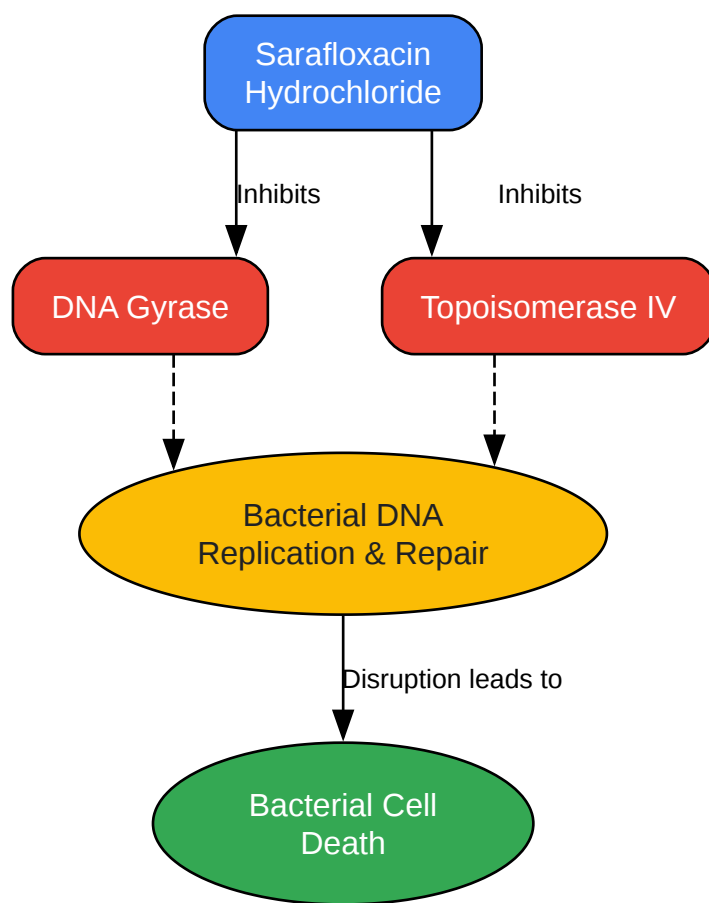 Sarafloxacin
Hydrochloride
Inhibits
Inhibits
DNA Gyrase
Topoisomerase IV
Bacterial DNA
Replication & Repair
Disruption leads to
Bacterial Cell
Death